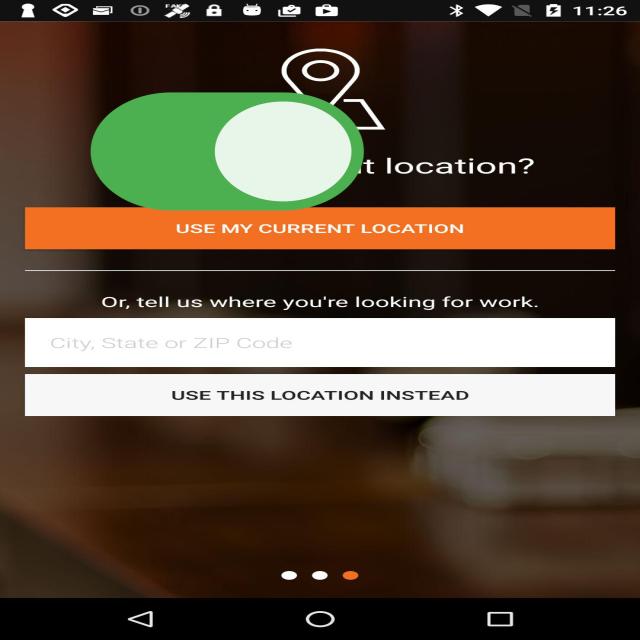 11:26
location?
USE MY CURRENT LOCATION
Or, tell us where you're looking for work.
City, State or ZIP Code
USE THIS LOCATION INSTEAD